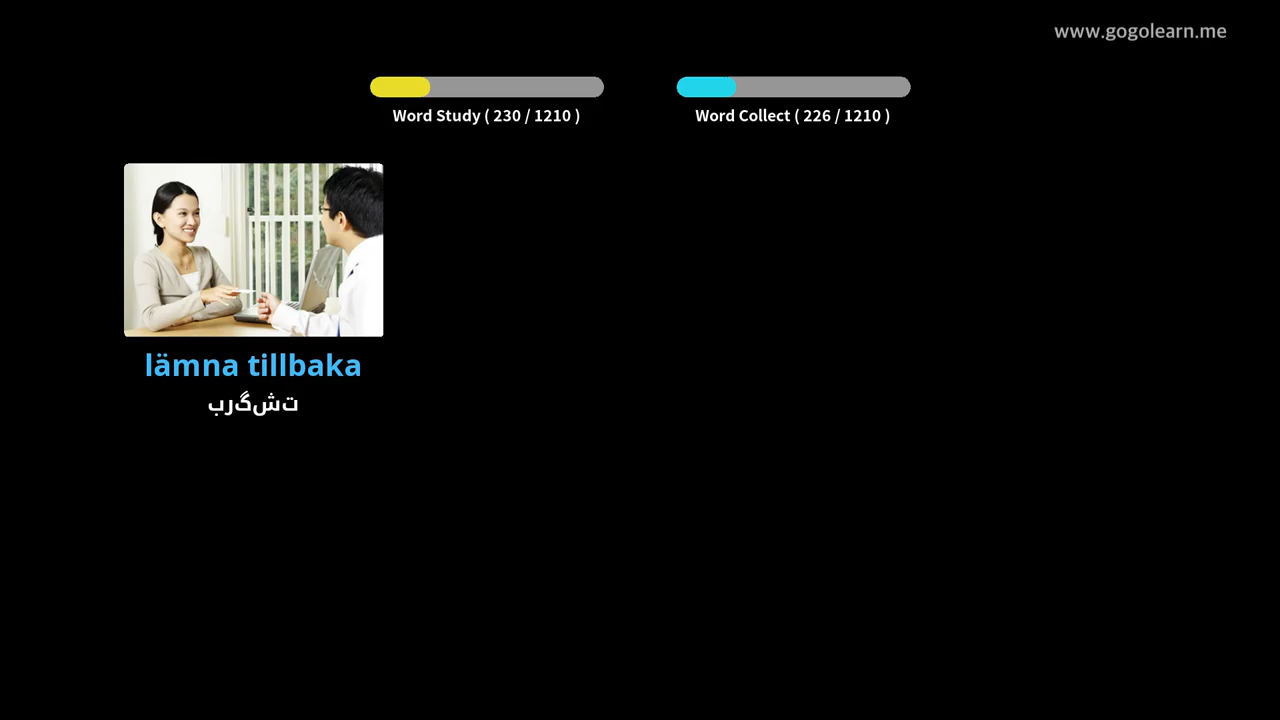 www.gogolearn.me
Word Study ( 230 / 1210 )
Word Collect ( 226 / 1210 )
lämna tillbaka
تشگرب